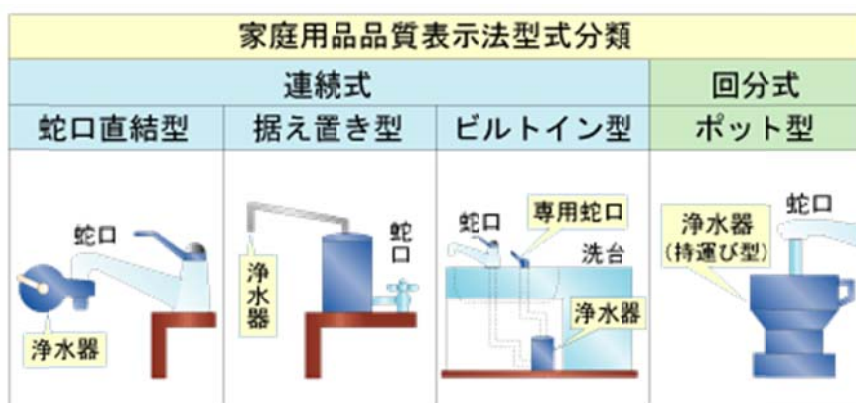 家庭用品品質表示法型式分類
連続式
回分式
蛇口直結型
据え置き型
ビルトイン型
ポット型
蛇口
浄水器
浄水器
蛇口
蛇口
専用蛇口
洗台
浄水器
蛇口
浄水器
(持運び型)